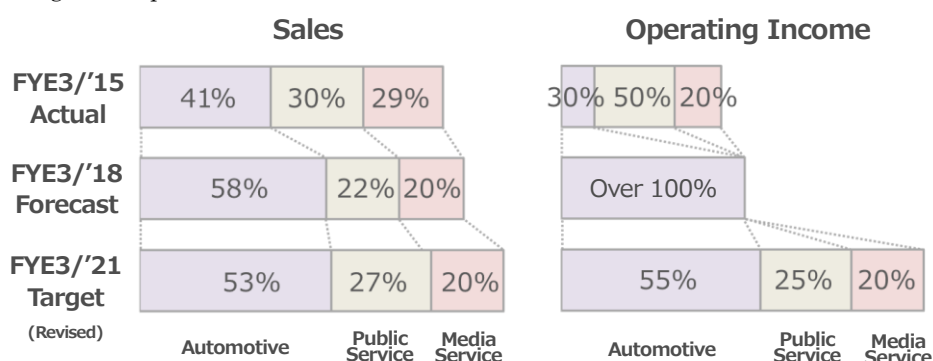 Sales
Operating Income
FYE3/'15
Actual
41% 30% 29%
30% 50% 20%
FYE3/'18
Forecast
58% 22% 20%
Over 100%
FYE3/'21
Target
(Revised)
53% 27% 20%
55% 25% 20%
Automotive
Public
Service
Media
Service
Automotive
Public
Service
Media
Service